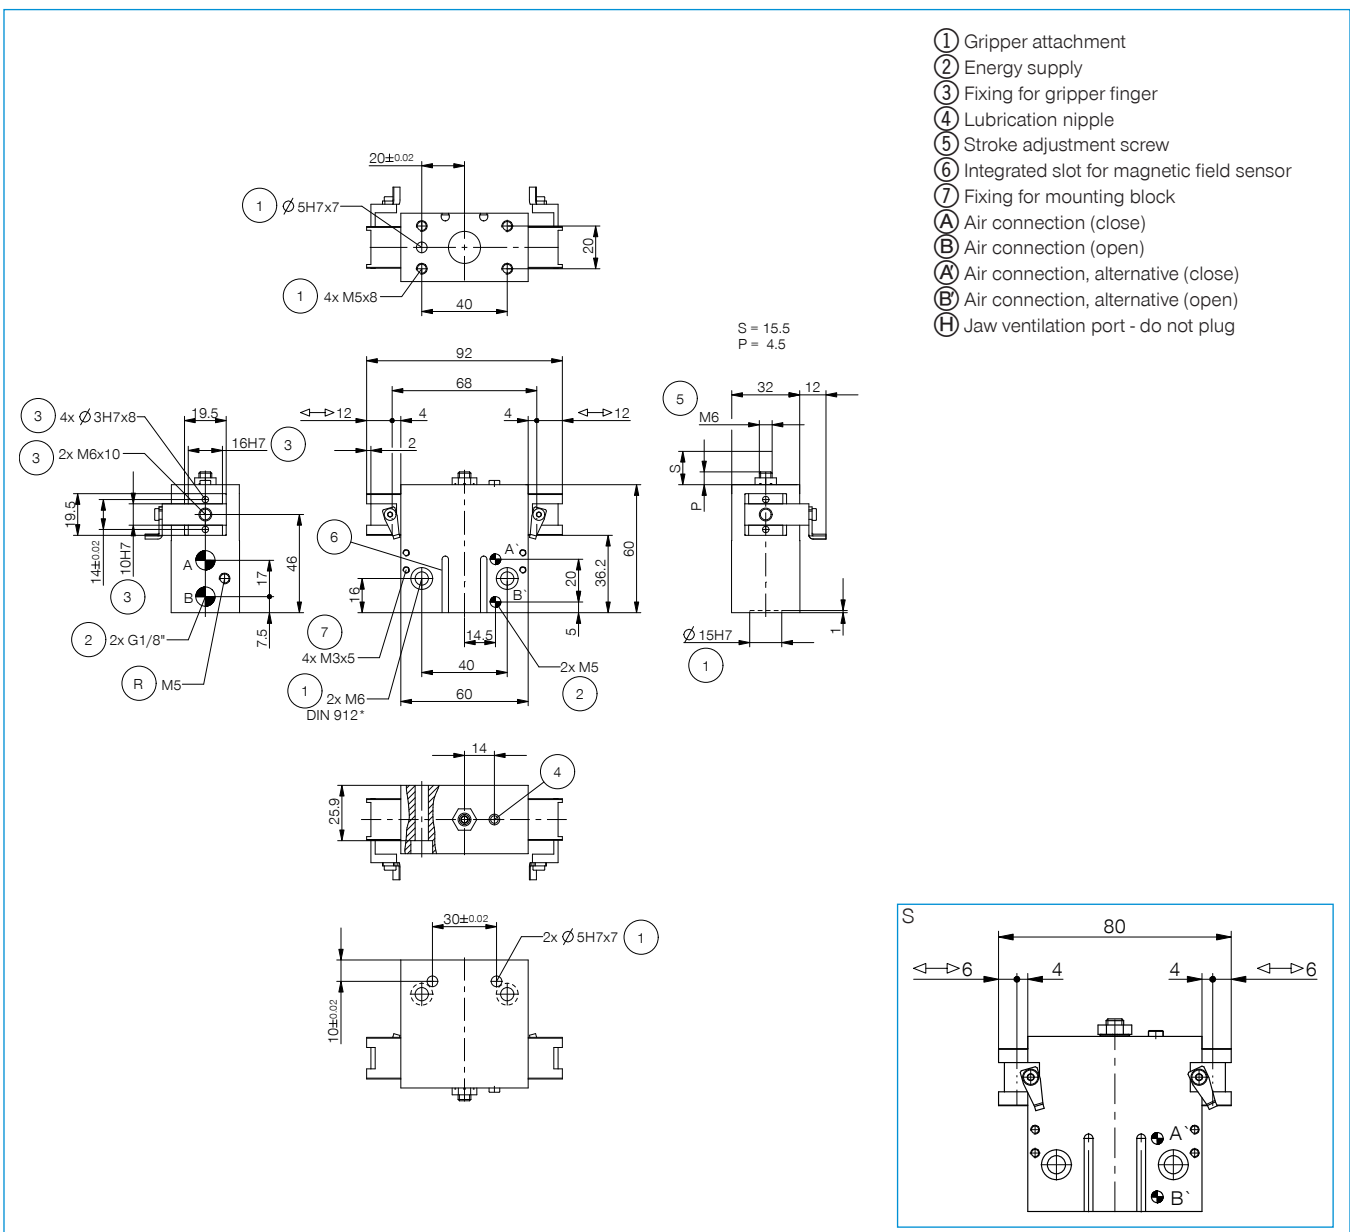 1 Gripper attachment
2 Energy supply
3 Fixing for gripper finger
4 Lubrication nipple
5 Stroke adjustment screw
6 Integrated slot for magnetic field sensor
7 Fixing for mounting block
A Air connection (close)
B Air connection (open)
A' Air connection, alternative (close)
B' Air connection, alternative (open)
H Jaw ventilation port - do not plug
20±0.02
1 Ø 5H7x7
20
1 4x M5x8
40
S = 15.5
P = 4.5
92
68
12 4
4 12
2
3 4x Ø 3H7x8
19.5
3 2x M6x10
16H7 3
19.5
14±0.02
10H7
3
A
B
46
17
7.5
2 2x G1/8"
R M5
6
16
A`
B`
20
5
36.2
60
14.5
7
4x M3x5
40
2x M5
2
1 2x M6
DIN 912*
60
32 12
5
M6
S
P
Ø 15H7
1
1
14
4
25.9
30±0.02
2x Ø 5H7x7 1
10±0.02
S
80
6 4
4 6
A`
B`